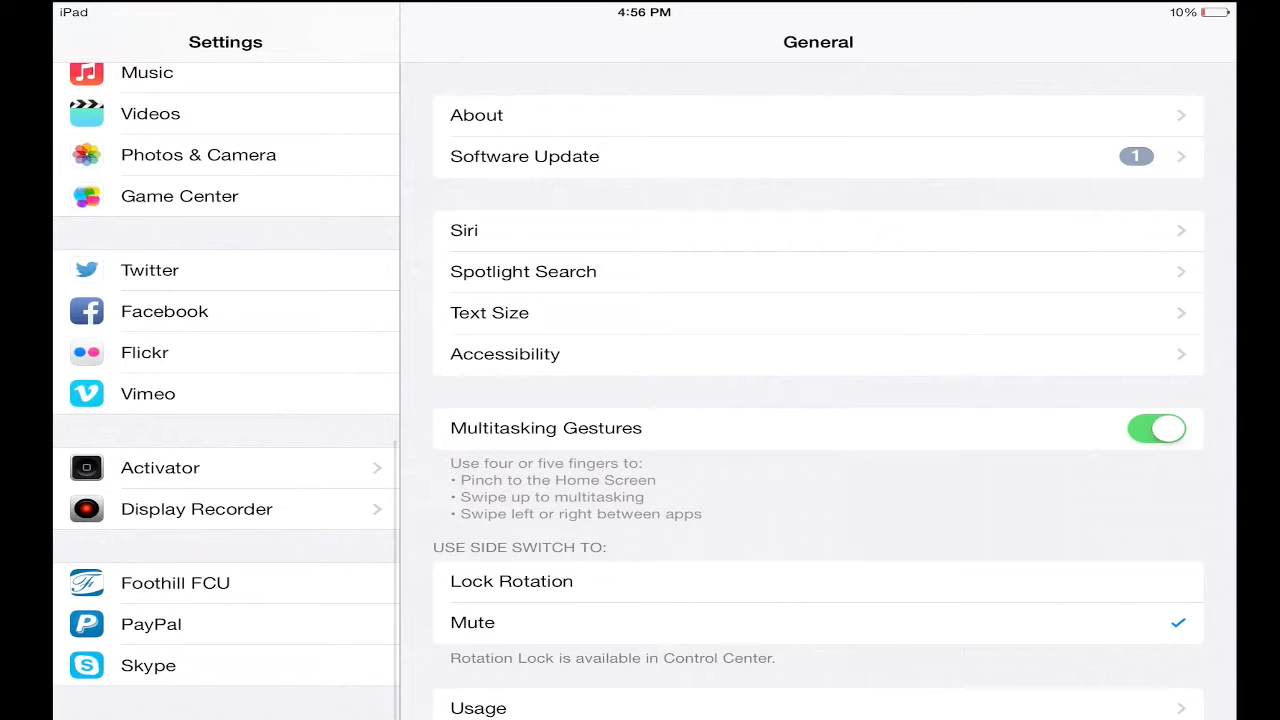 iPad
4:56 PM
10%
Settings
General
Music
Videos
Photos & Camera
Game Center
Twitter
Facebook
Flickr
Vimeo
Activator
Display Recorder
Foothill FCU
PayPal
Skype
About
Software Update
1
Siri
Spotlight Search
Text Size
Accessibility
Multitasking Gestures
Use four or five fingers to:
• Pinch to the Home Screen
• Swipe up to multitasking
• Swipe left or right between apps
USE SIDE SWITCH TO:
Lock Rotation
Mute
Rotation Lock is available in Control Center.
Usage